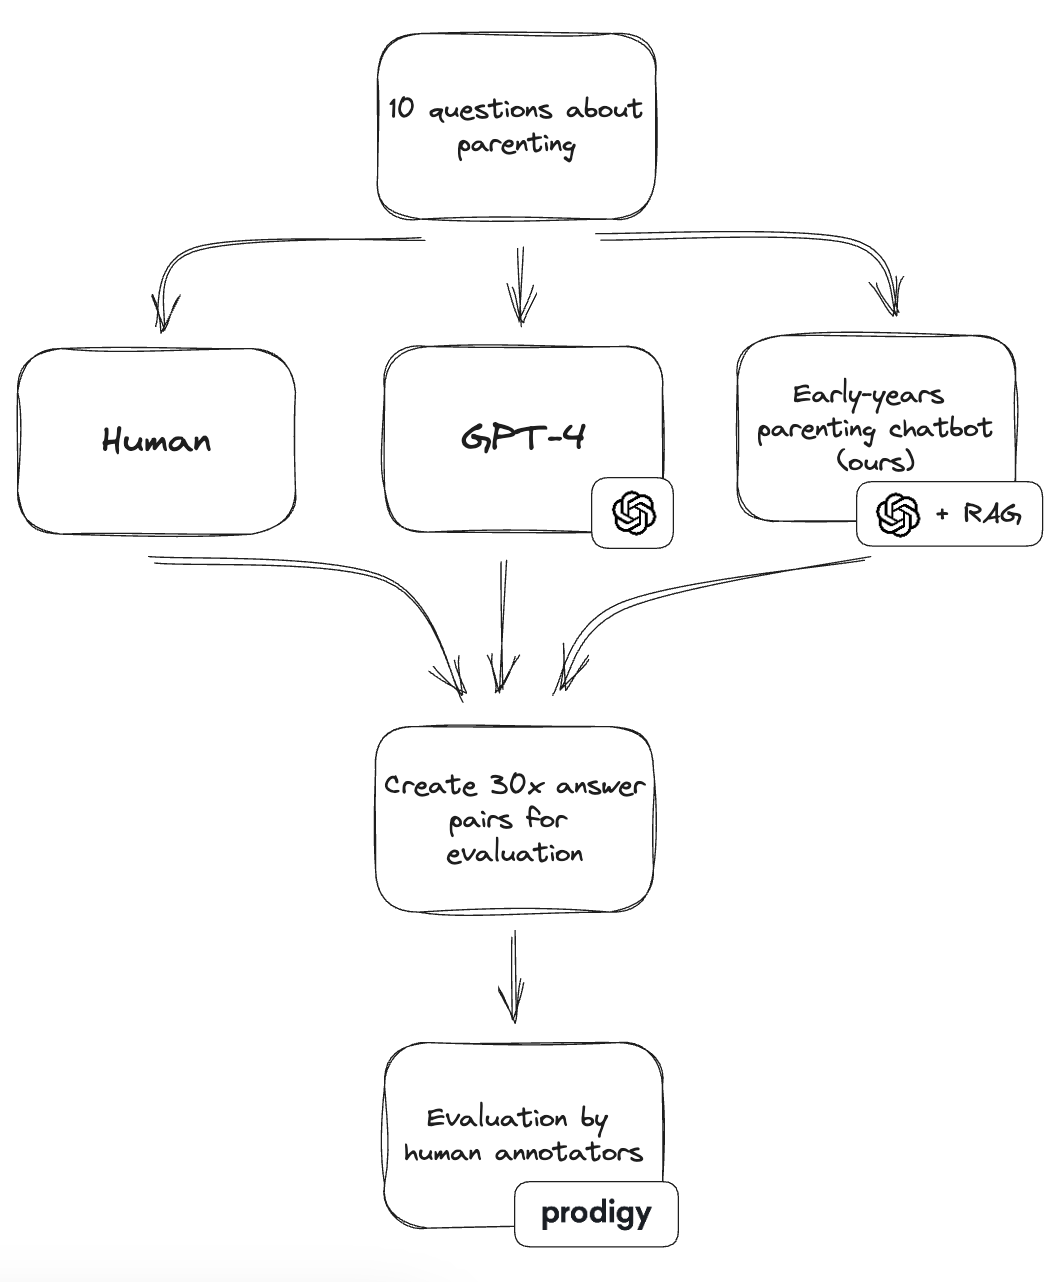 10 questions about
parenting
Human
GPT-4
Early-years
parenting chatbot
(ours)
+ RAG
Create 30x answer
pairs for
evaluation
Evaluation by
human annotators
prodigy